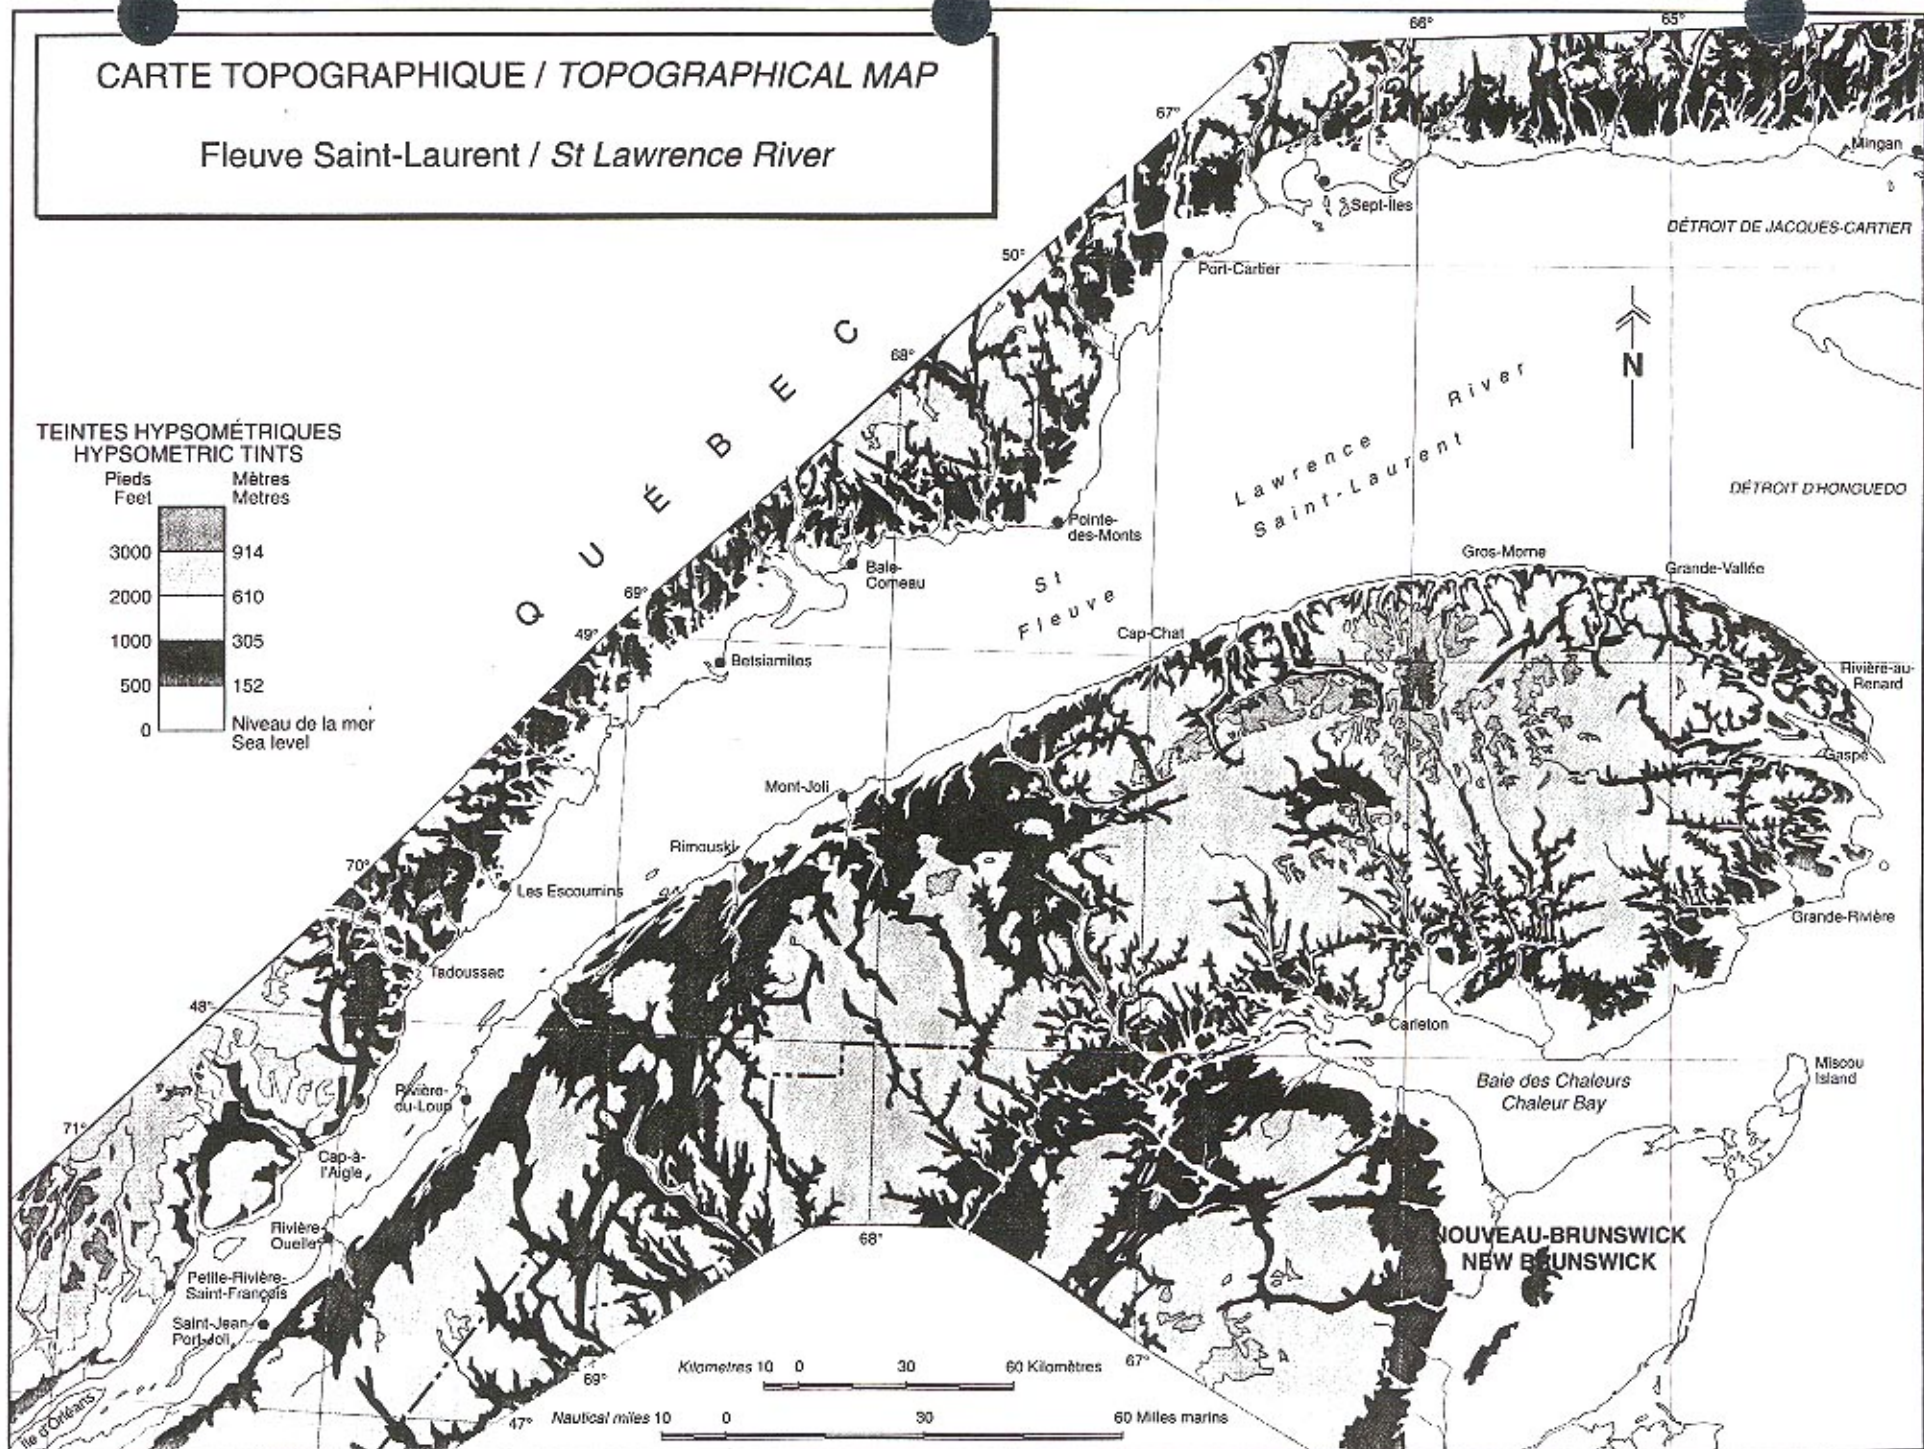 CARTE TOPOGRAPHIQUE / TOPOGRAPHICAL MAP
Fleuve Saint-Laurent / St Lawrence River
66°
65°
67°
Mingan
Sept-Îles
DÉTROIT DE JACQUES-CARTIER
50°
Port-Cartier
N
QUÉBEC
68°
River
Lawrence
Saint-Laurent
St
Fleuve
DÉTROIT D'HONGUEDO
TEINTES HYPSOMÉTRIQUES
HYPSOMETRIC TINTS
Pieds Mètres
Feet Metres
3000 914
2000 610
1000 305
500 152
0 Niveau de la mer
Sea level
Pointe-
des-Monts
Baie-
Comeau
69°
49°
Betsiamites
Gros-Morne
Grande-Vallée
Cap-Chat
Rivière-au-
Renard
Gaspé
Mont-Joli
Rimouski
70°
Les Escoumins
Grande-Rivière
Tadoussac
48°
Carleton
Rivière-
du-Loup
Baie des Chaleurs
Chaleur Bay
Miscou
Island
71°
Cap-à-
l'Aigle
Rivière
Ouelle
68°
NOUVEAU-BRUNSWICK
NEW BRUNSWICK
Petite-Rivière-
Saint-François
Saint-Jean-
Port-Joli
Île d'Orléans
69°
67°
47°
Kilometres 10 0 30 60 Kilomètres
Nautical miles 10 0 30 60 Milles marins